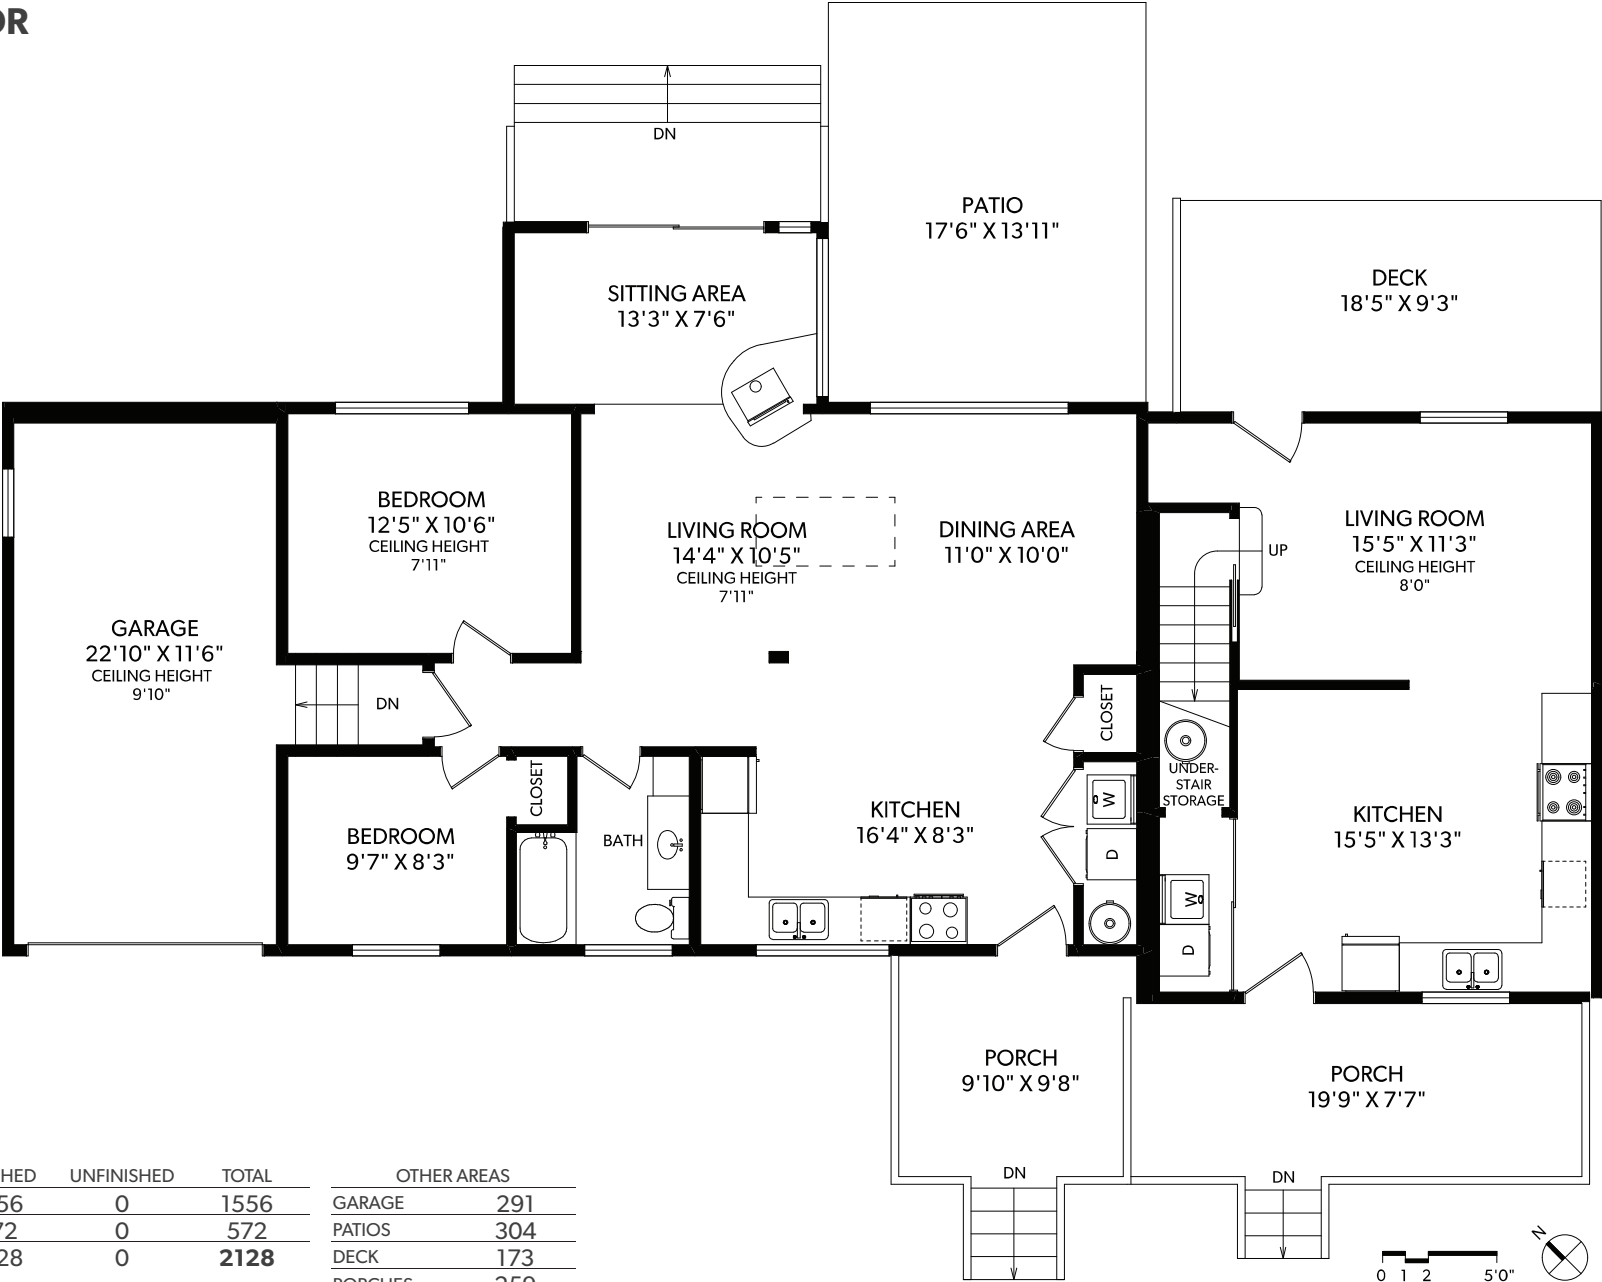 OR
DN
PATIO
17'6" X 13'11"
DECK
18'5" X 9'3"
SITTING AREA
13'3" X 7'6"
BEDROOM
12'5" X 10'6"
CEILING HEIGHT
7'11"
LIVING ROOM
14'4" X 10'5"
CEILING HEIGHT
7'11"
DINING AREA
11'0" X 10'0"
UP
LIVING ROOM
15'5" X 11'3"
CEILING HEIGHT
8'0"
GARAGE
22'10" X 11'6"
CEILING HEIGHT
9'10"
DN
CLOSET
UNDER-
STAIR
STORAGE
CLOSET
BEDROOM
9'7" X 8'3"
BATH
KITCHEN
16'4" X 8'3"
W
D
KITCHEN
15'5" X 13'3"
W
D
PORCH
9'10" X 9'8"
DN
PORCH
19'9" X 7'7"
DN
HED UNFINISHED TOTAL
56 0 1556
72 0 572
28 0 2128
OTHER AREAS
GARAGE 291
PATIOS 304
DECK 173
PORCHES 259
0 1 2 5'0"
N